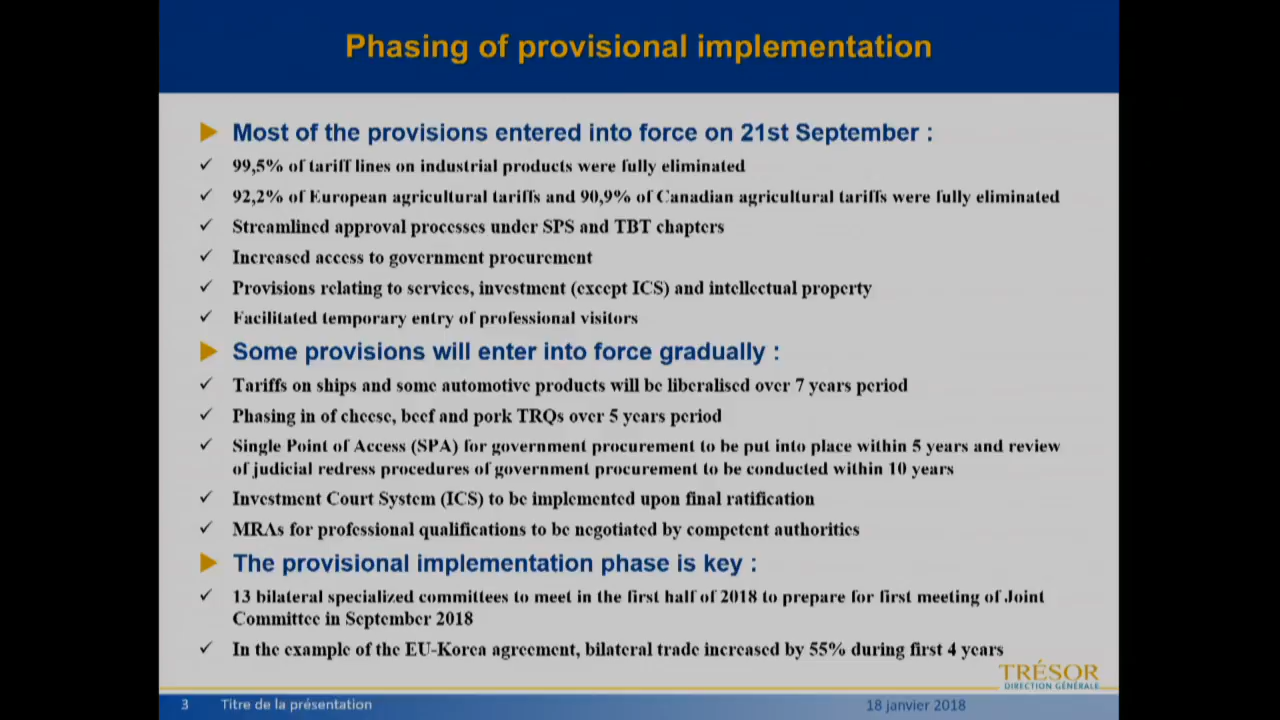 Phasing of provisional implementation
Most of the provisions entered into force on 21st September :
99,5% of tariff lines on industrial products were fully eliminated
92,2% of European agricultural tariffs and 90,9% of Canadian agricultural tariffs were fully eliminated
Streamlined approval processes under SPS and TBT chapters
Increased access to government procurement
Provisions relating to services, investment (except ICS) and intellectual property
Facilitated temporary entry of professional visitors
Some provisions will enter into force gradually :
Tariffs on ships and some automotive products will be liberalised over 7 years period
Phasing in of cheese, beef and pork TRQs over 5 years period
Single Point of Access (SPA) for government procurement to be put into place within 5 years and review
of judicial redress procedures of government procurement to be conducted within 10 years
Investment Court System (ICS) to be implemented upon final ratification
MRAs for professional qualifications to be negotiated by competent authorities
The provisional implementation phase is key :
13 bilateral specialized committees to meet in the first half of 2018 to prepare for first meeting of Joint
Committee in September 2018
In the example of the EU-Korea agreement, bilateral trade increased by 55% during first 4 years
TRÉSOR
DIRECTION GÉNÉRALE
3 Titre de la présentation 18 janvier 2018